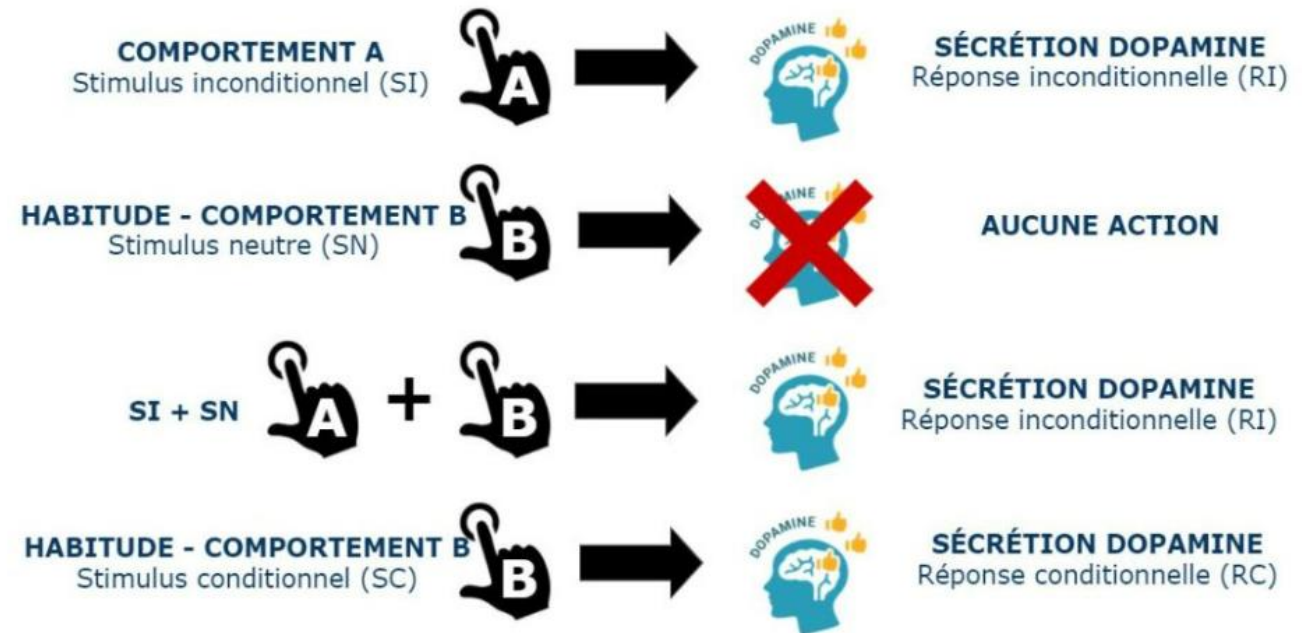 COMPORTEMENT A
Stimulus inconditionnel (SI)
A
DOPAMINE
SÉCRÉTION DOPAMINE
Réponse inconditionnelle (RI)
HABITUDE - COMPORTEMENT B
Stimulus neutre (SN)
B
AUCUNE ACTION
SI + SN
A
+
B
DOPAMINE
SÉCRÉTION DOPAMINE
Réponse inconditionnelle (RI)
HABITUDE - COMPORTEMENT B
Stimulus conditionnel (SC)
B
DOPAMINE
SÉCRÉTION DOPAMINE
Réponse conditionnelle (RC)